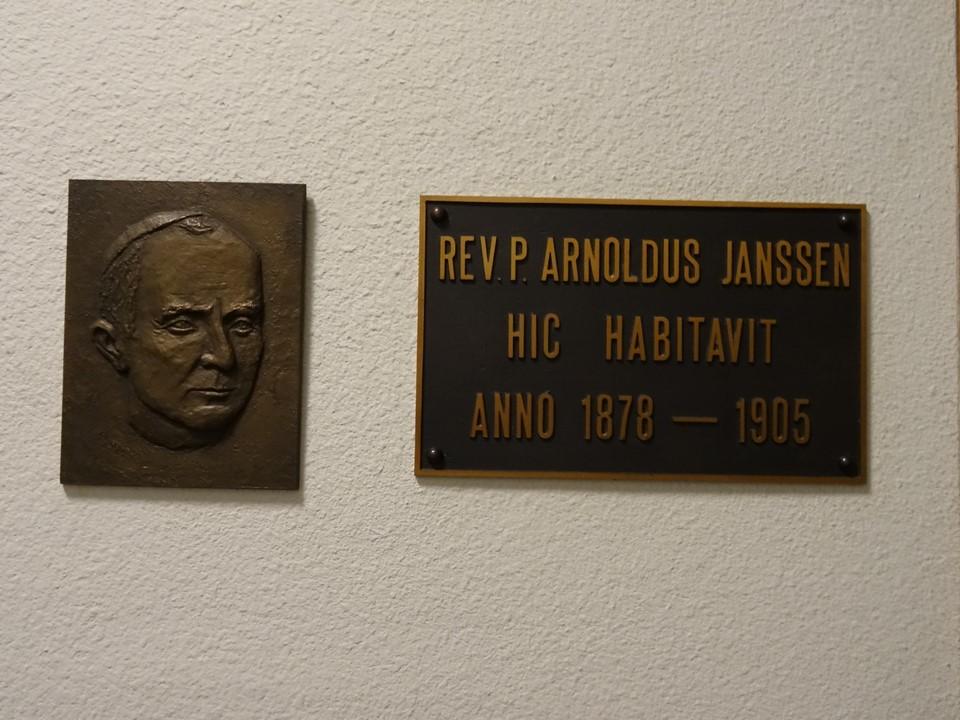 REV. P. ARNOLDUS JANSSEN
HIC HABITAVIT
ANNO 1878 — 1905